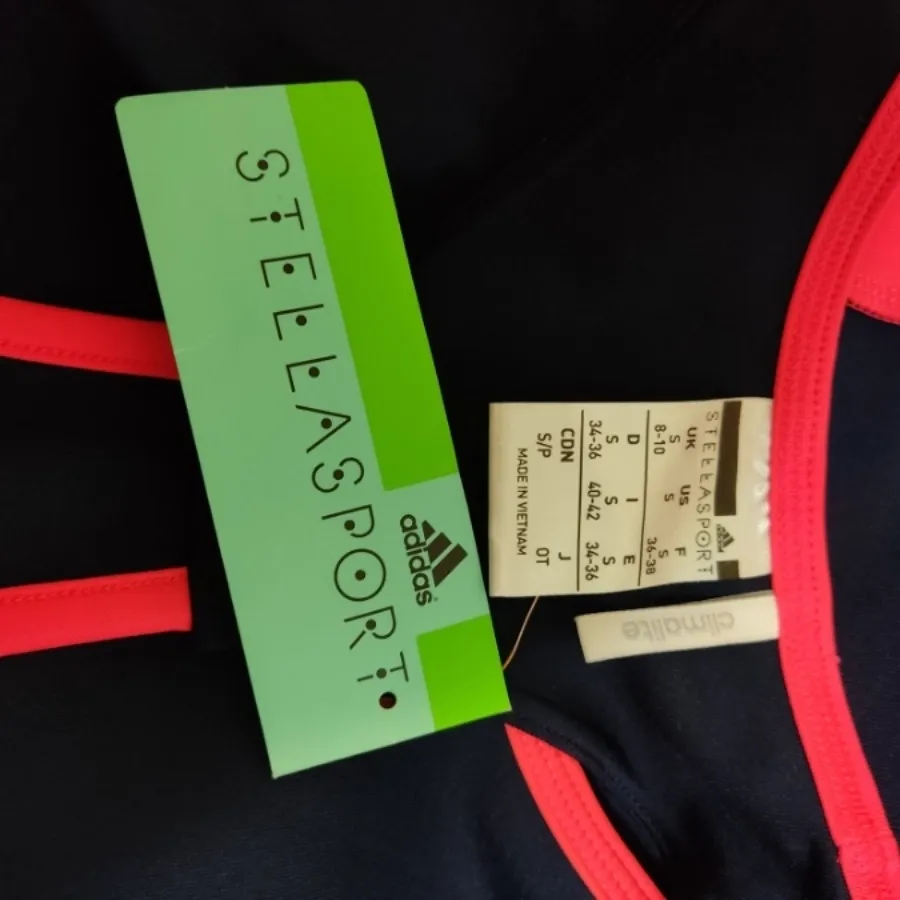 STELLASPORT
adidas
STELLASPORT
UK US F
S S S
8-10 36-38
D I E
S S S
34-36 40-42 34-36
CDN J
S/P OT
MADE IN VIETNAM
climalite